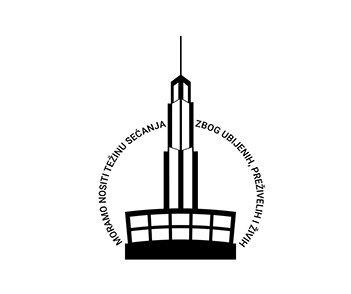 MORAMO NOSITI TEŽINU SEĆANJA
ZBOG UBIJENIH, PREŽIVELIH I ŽIVIH